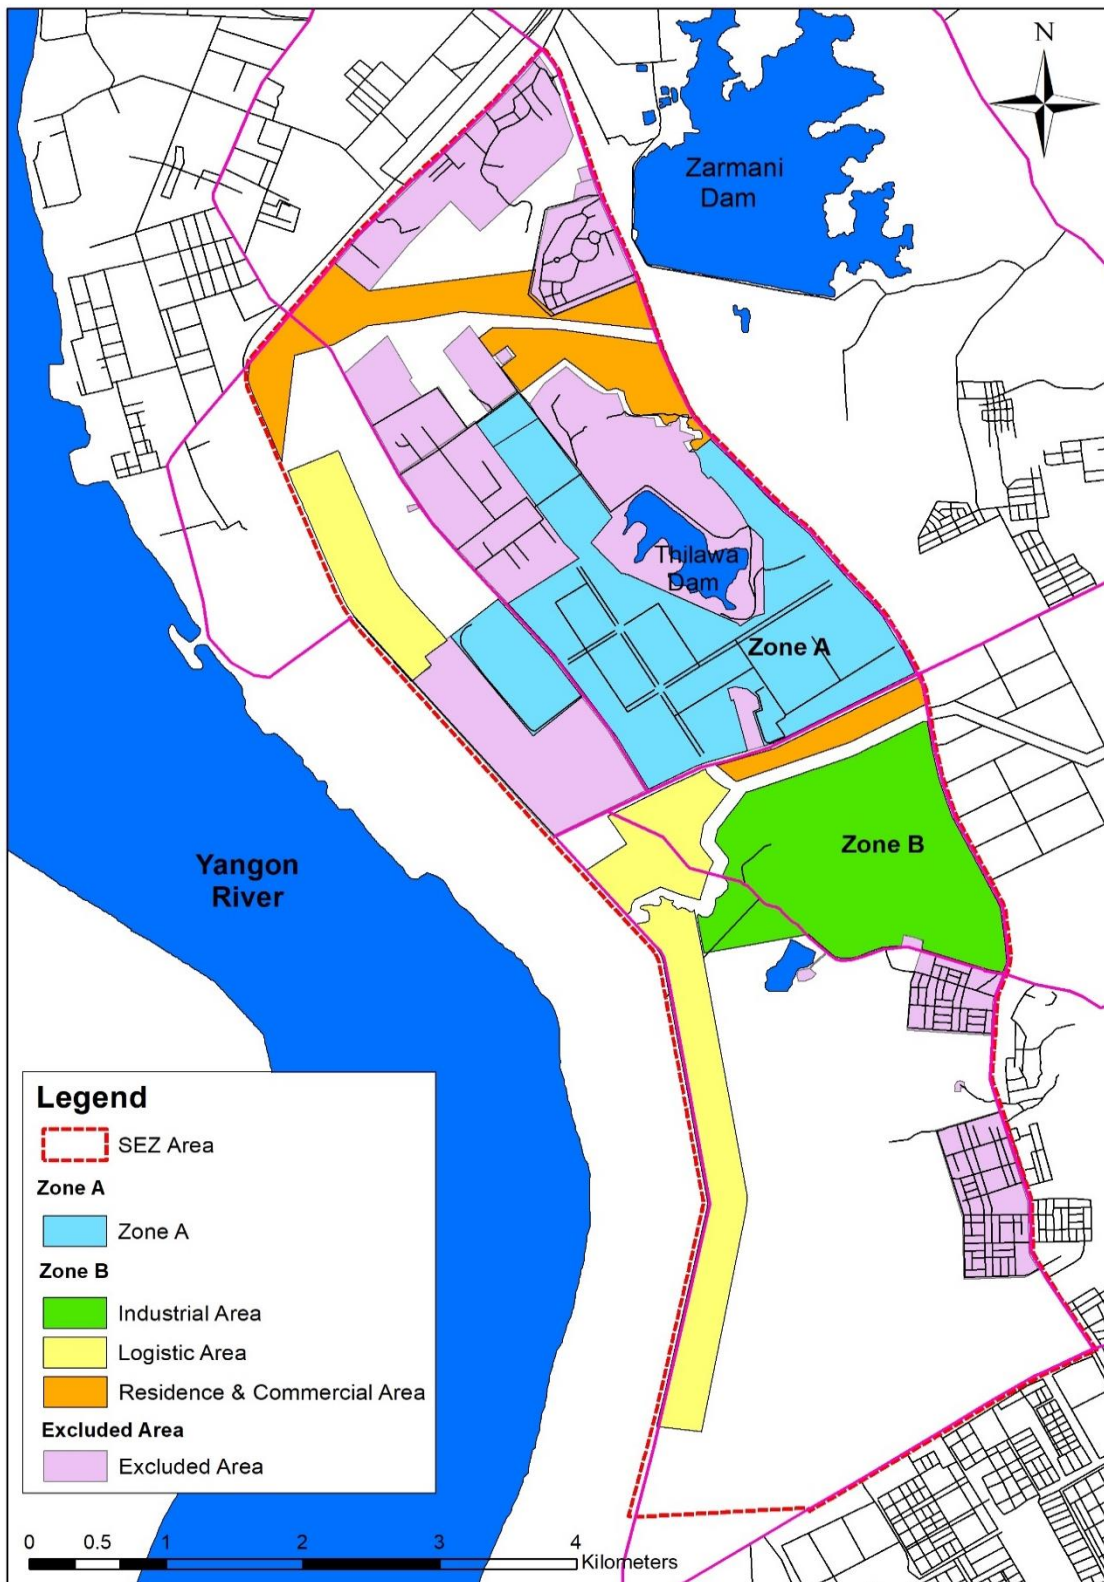 N
Zarmani
Dam
Thilawa
Dam
Zone A
Zone B
Yangon
River
Legend
SEZ Area
Zone A
Zone A
Zone B
Industrial Area
Logistic Area
Residence & Commercial Area
Excluded Area
Excluded Area
0 0.5 1 2 3 4
Kilometers